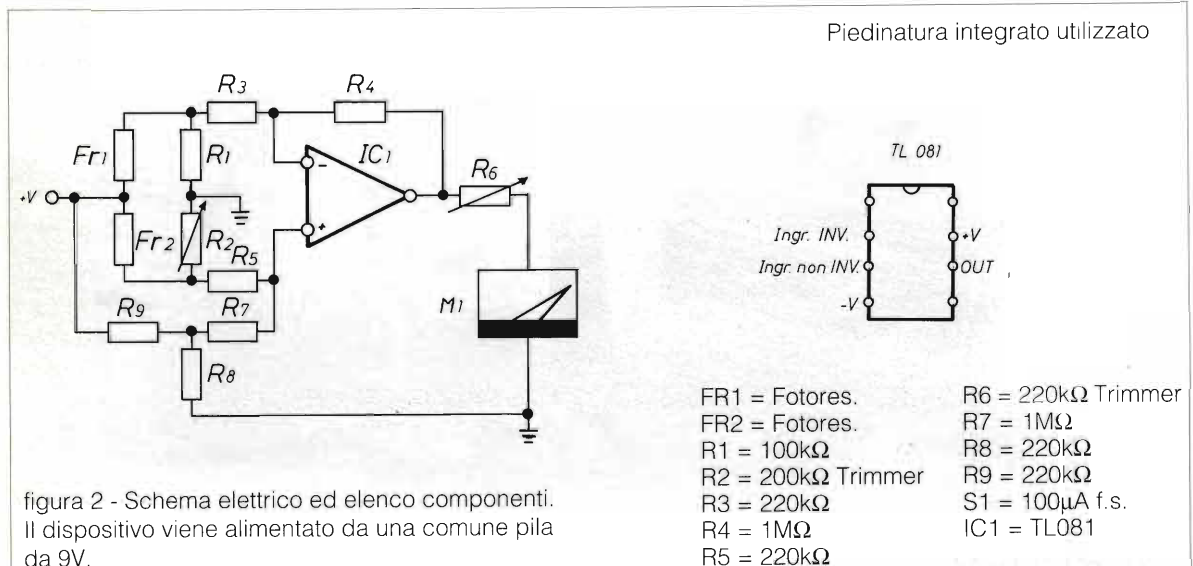 Piedinatura integrato utilizzato
R3
R4
Fr1
R1
IC1
-
R6
+V
+
Fr2
R2
R5
M1
R9
R7
R8
TL 081
Ingr. INV.
+V
Ingr. non INV.
OUT
-V
figura 2 - Schema elettrico ed elenco componenti.
Il dispositivo viene alimentato da una comune pila
da 9V.
FR1 = Fotores.
FR2 = Fotores.
R1 = 100kΩ
R2 = 200kΩ Trimmer
R3 = 220kΩ
R4 = 1MΩ
R5 = 220kΩ
R6 = 220kΩ Trimmer
R7 = 1MΩ
R8 = 220kΩ
R9 = 220kΩ
S1 = 100µA f.s.
IC1 = TL081